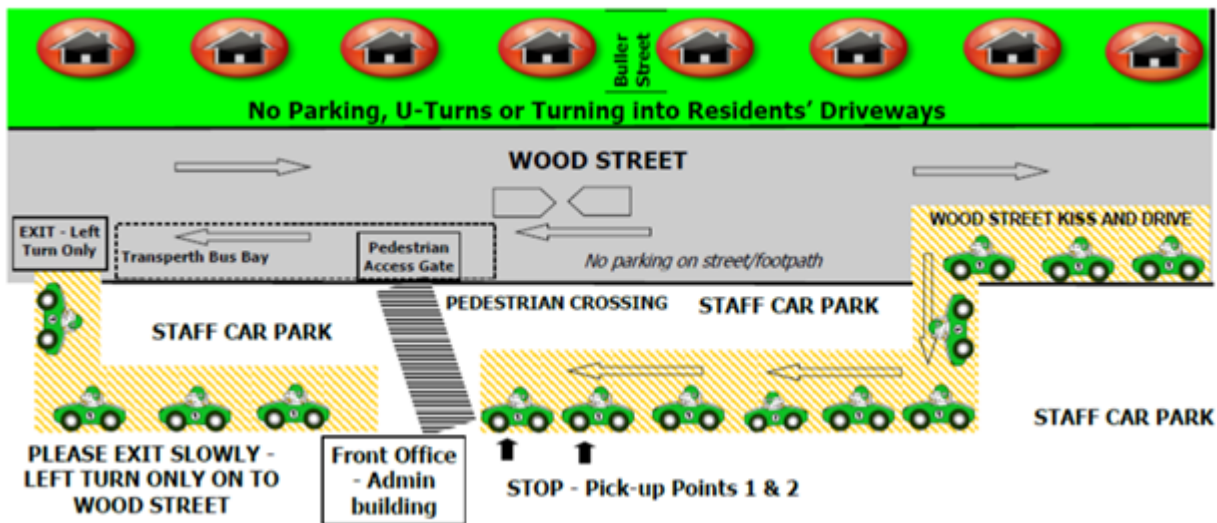 Buller
Street
No Parking, U-Turns or Turning into Residents’ Driveways
WOOD STREET
EXIT - Left
Turn Only
Transperth Bus Bay
Pedestrian
Access Gate
No parking on street/footpath
WOOD STREET KISS AND DRIVE
STAFF CAR PARK
PEDESTRIAN CROSSING
STAFF CAR PARK
STAFF CAR PARK
PLEASE EXIT SLOWLY -
LEFT TURN ONLY ON TO
WOOD STREET
Front Office
- Admin
building
STOP - Pick-up Points 1 & 2